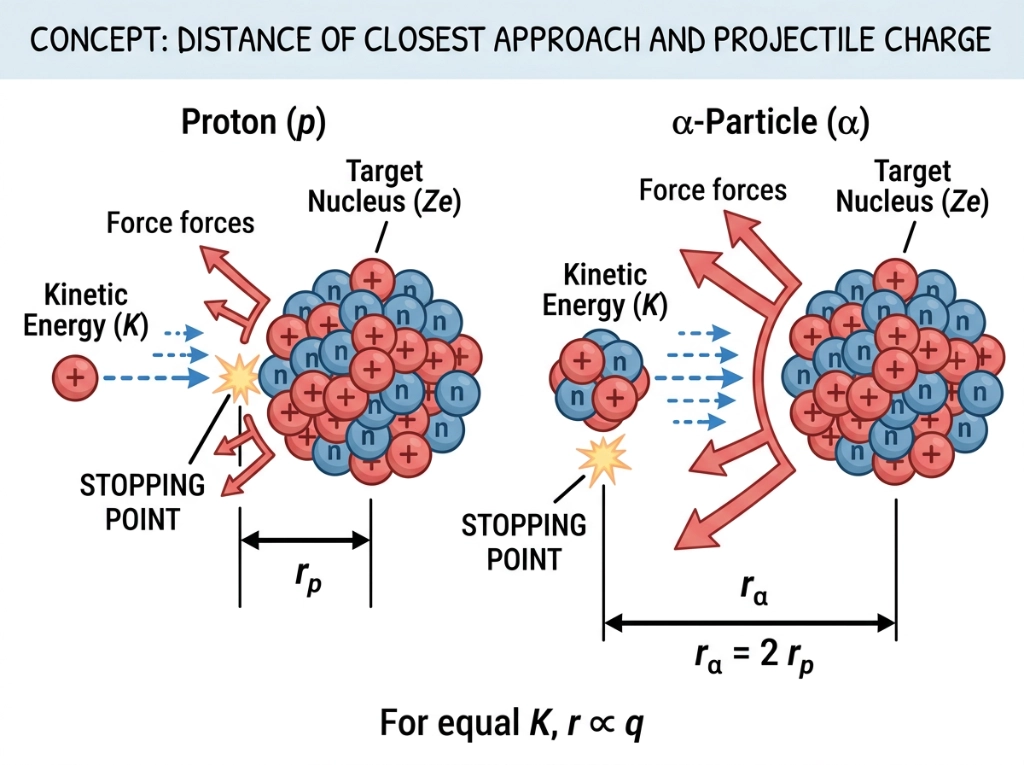 CONCEPT: DISTANCE OF CLOSEST APPROACH AND PROJECTILE CHARGE
Proton (p)
Target
Nucleus (Ze)
Force forces
Kinetic
Energy (K)
+
n
n
n
n
n
n
+
+
+
+
+
+
n
n
n
+
+
+
n
n
+
+
n
+
n
n
n
+
+
+
STOPPING
POINT
rₚ
α-Particle (α)
Target
Nucleus (Ze)
Force forces
Kinetic
Energy (K)
+
n
n
+
STOPPING
POINT
n
n
n
n
n
n
+
+
+
+
+
+
n
n
n
+
+
+
n
n
+
+
n
+
n
n
n
+
+
+
rα
rα = 2 rₚ
For equal K, r ∝ q